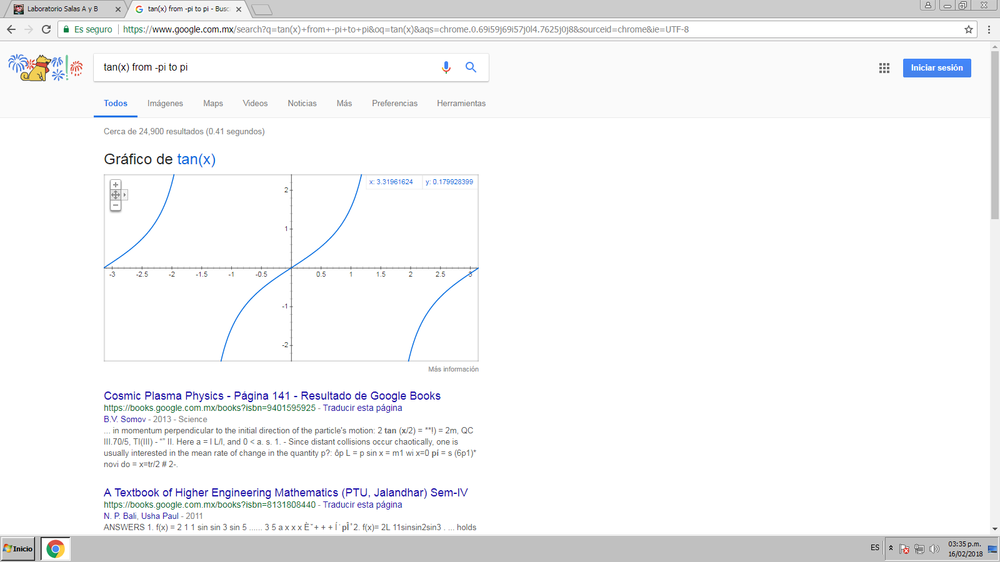 Laboratorio Salas A y B
tan(x) from -pi to pi - Busc
Es seguro
https://www.google.com.mx/search?q=tan(x)+from+-pi+to+pi&oq=tan(x)&aqs=chrome.0.69i59j69i57j0l4.7625j0j8&sourceid=chrome&ie=UTF-8
tan(x) from -pi to pi
Iniciar sesión
Todos Imágenes Maps Videos Noticias Más Preferencias Herramientas
Cerca de 24,900 resultados (0.41 segundos)
Gráfico de tan(x)
x: 3.31961624 y: 0.179928399
2
1
-3 -2.5 -2 -1.5 -1 -0.5 0.5 1 1.5 2 2.5 3
-1
-2
Más información
Cosmic Plasma Physics - Página 141 - Resultado de Google Books
https://books.google.com.mx/books?isbn=9401595925 - Traducir esta página
B.V. Somov - 2013 - Science
... in momentum perpendicular to the initial direction of the particle's motion: 2 tan (x/2) = **!) = 2m, QC
III.70/5, TI(III) - “” II. Here a = l L/l, and 0 < a. s. 1. - Since distant collisions occur chaotically, one is
usually interested in the mean rate of change in the quantity p?: ôp L = p sin x = m1 wi x=0 pí = s (6p1)*
novi do = x=tr/2 # 2-.
A Textbook of Higher Engineering Mathematics (PTU, Jalandhar) Sem-IV
https://books.google.com.mx/books?isbn=8131808440 - Traducir esta página
N. P. Bali, Usha Paul - 2011
ANSWERS 1. f(x) = 2 1 1 sin sin 3 sin 5 ...... 3 5 a x x x È˘+ + + Í˙pÎ˚2. f(x)= 2L 11sinsin2sin3 . ... holds
Inicio
ES
03:35 p.m.
16/02/2018